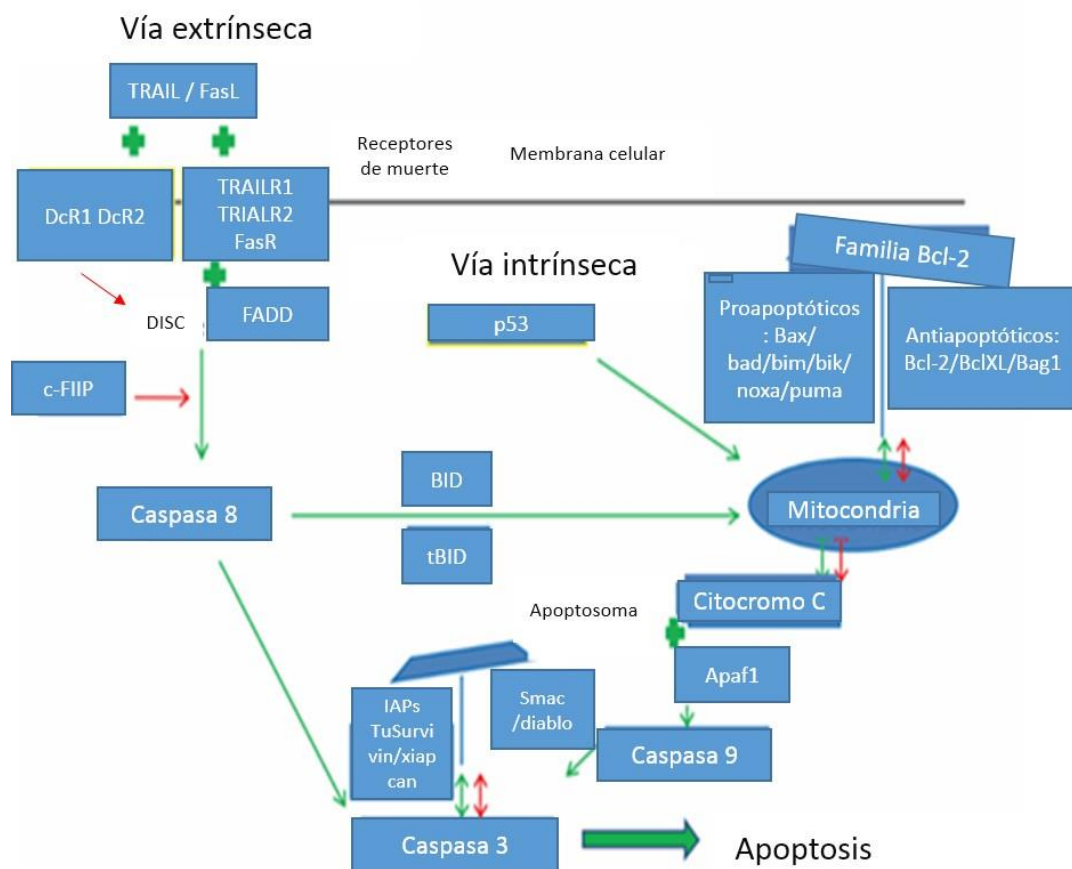 Vía extrínseca
TRAIL / FasL
Receptores
de muerte
Membrana celular
DcR1 DcR2
TRAILR1
TRIALR2
FasR
Familia Bcl-2
Vía intrínseca
DISC
FADD
p53
Proapoptóticos
: Bax/
bad/bim/bik/
noxa/puma
Antiapoptóticos:
Bcl-2/BclXL/Bag1
c-FIIP
BID
Caspasa 8
Mitocondria
tBID
Apoptosoma
Citocromo C
Apaf1
IAPs
TuSurvi
vin/xiap
can
Smac
/diablo
Caspasa 9
Caspasa 3
Apoptosis